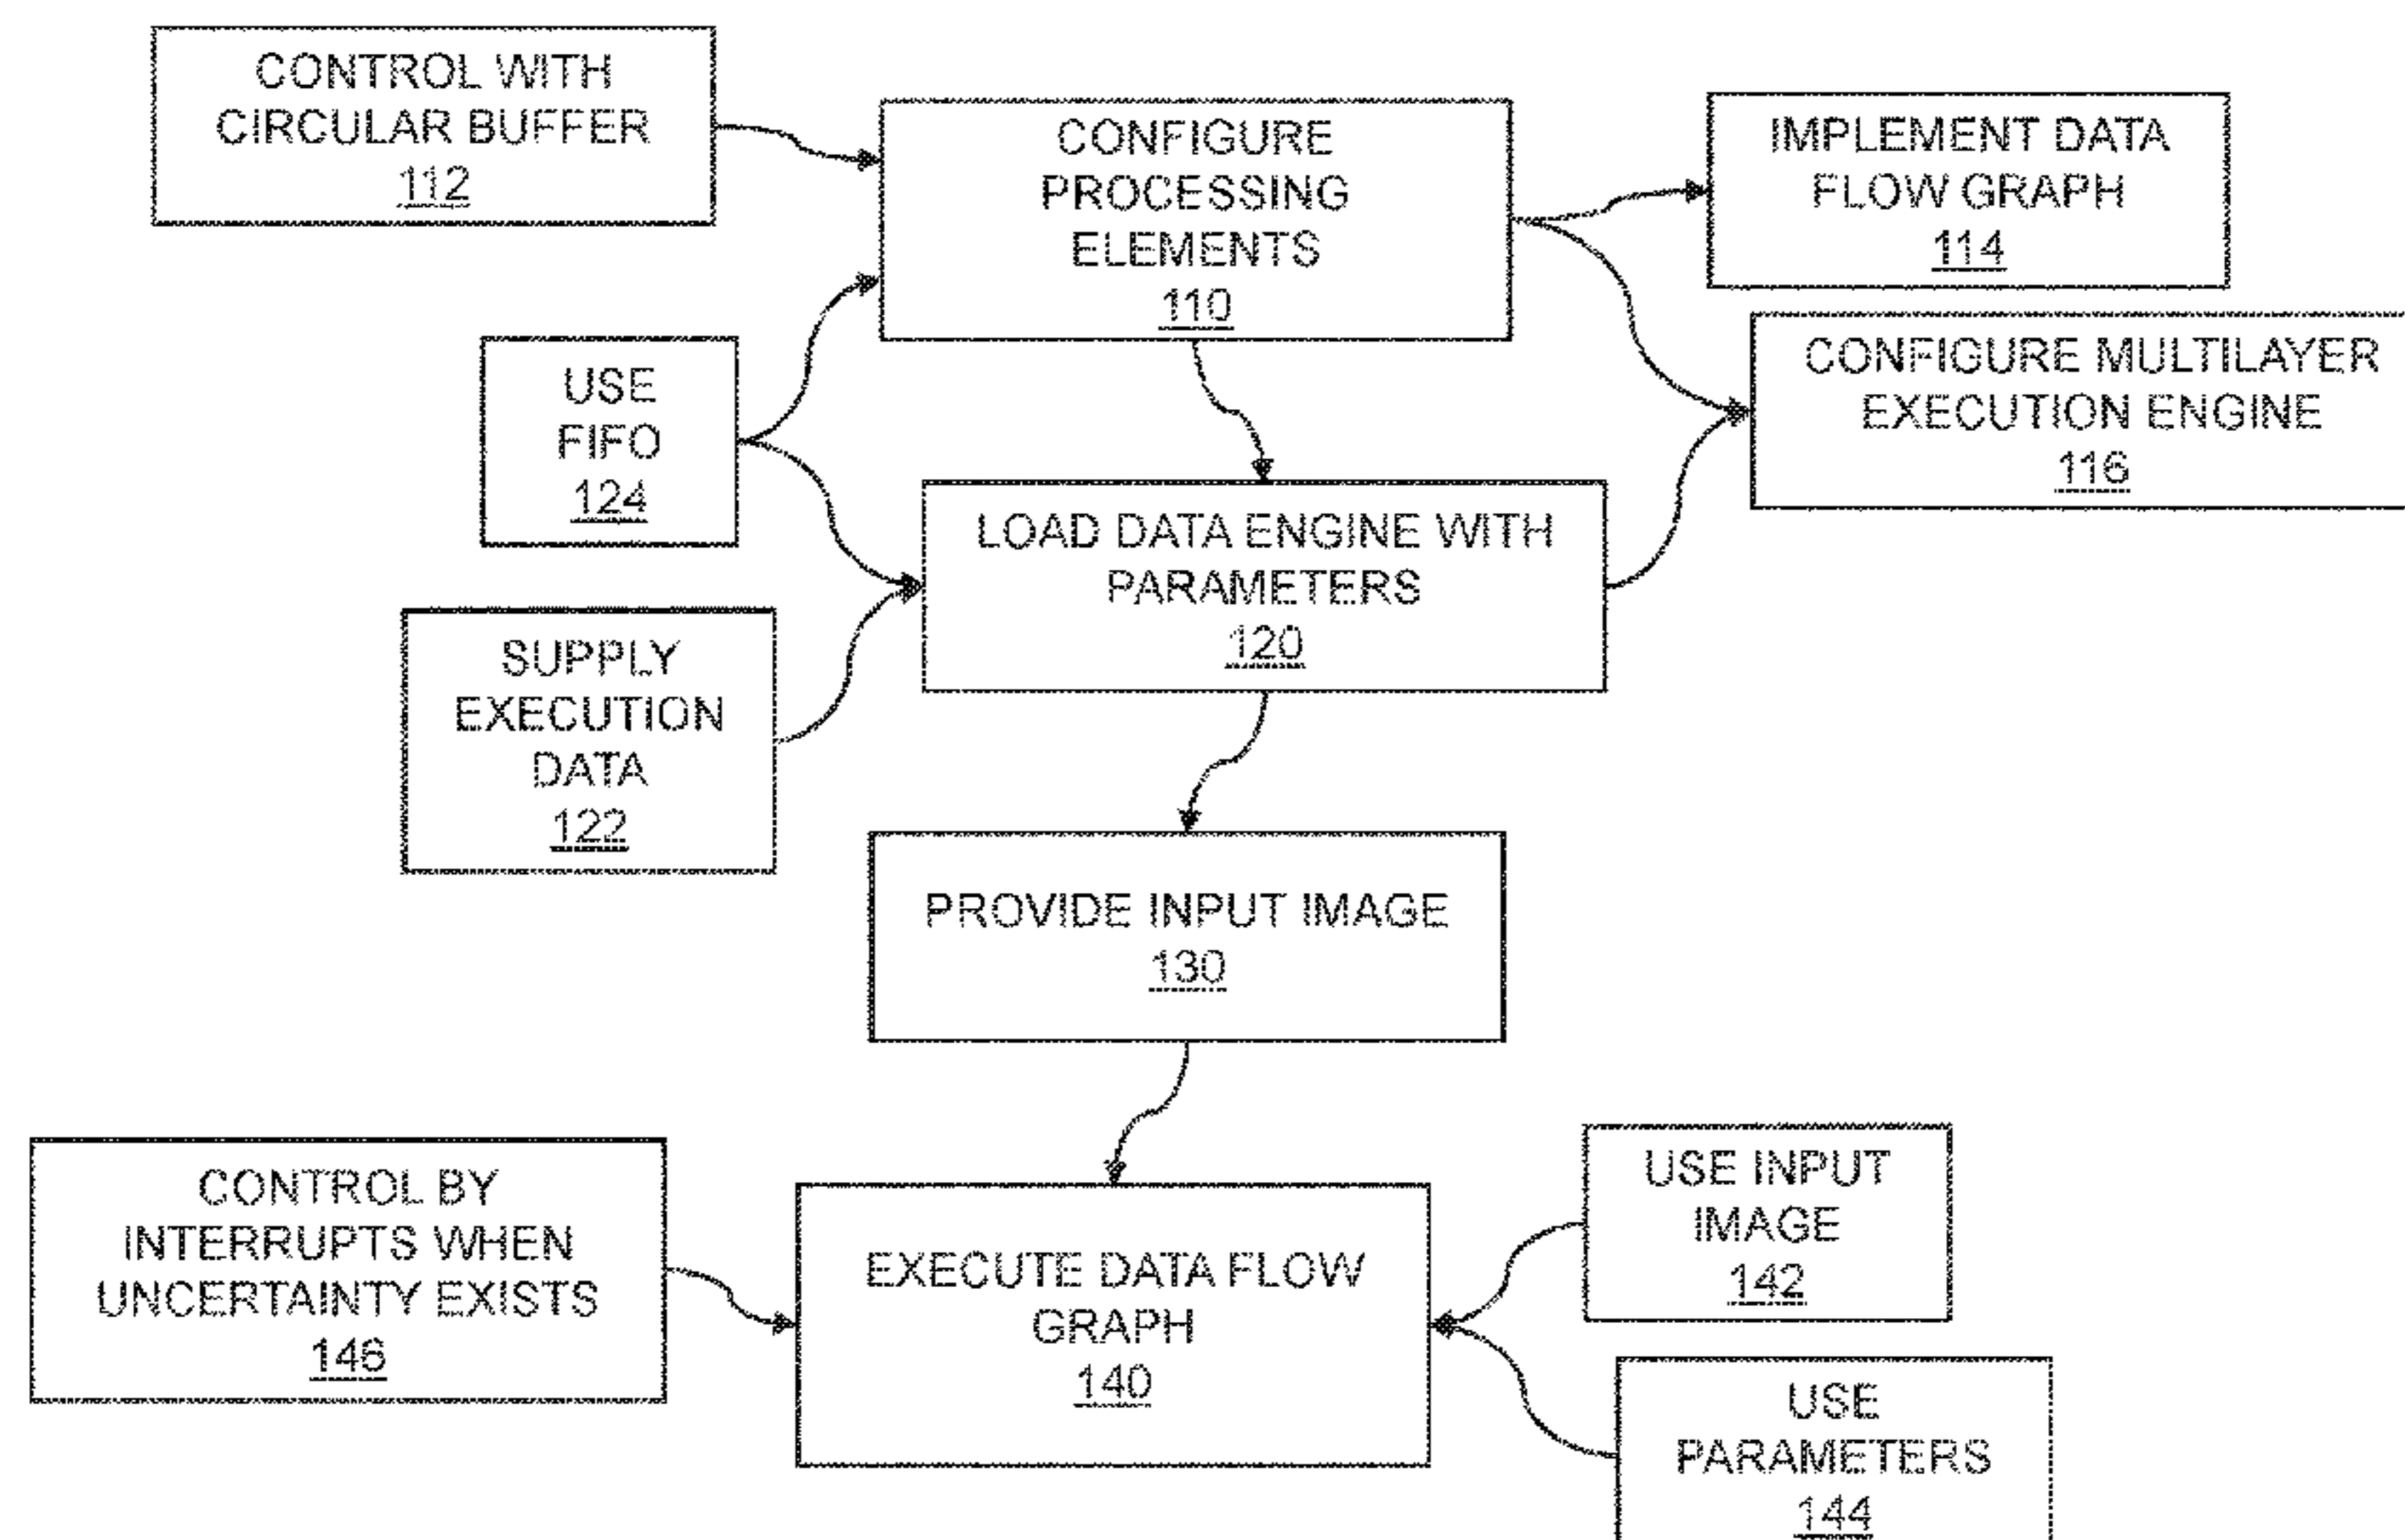 CONTROL WITH
CIRCULAR BUFFER
112
CONFIGURE
PROCESSING
ELEMENTS
110
IMPLEMENT DATA
FLOW GRAPH
114
CONFIGURE MULTILAYER
EXECUTION ENGINE
116
USE
FIFO
124
LOAD DATA ENGINE WITH
PARAMETERS
120
SUPPLY
EXECUTION
DATA
122
PROVIDE INPUT IMAGE
130
CONTROL BY
INTERRUPTS WHEN
UNCERTAINTY EXISTS
146
EXECUTE DATA FLOW
GRAPH
140
USE INPUT
IMAGE
142
USE
PARAMETERS
144